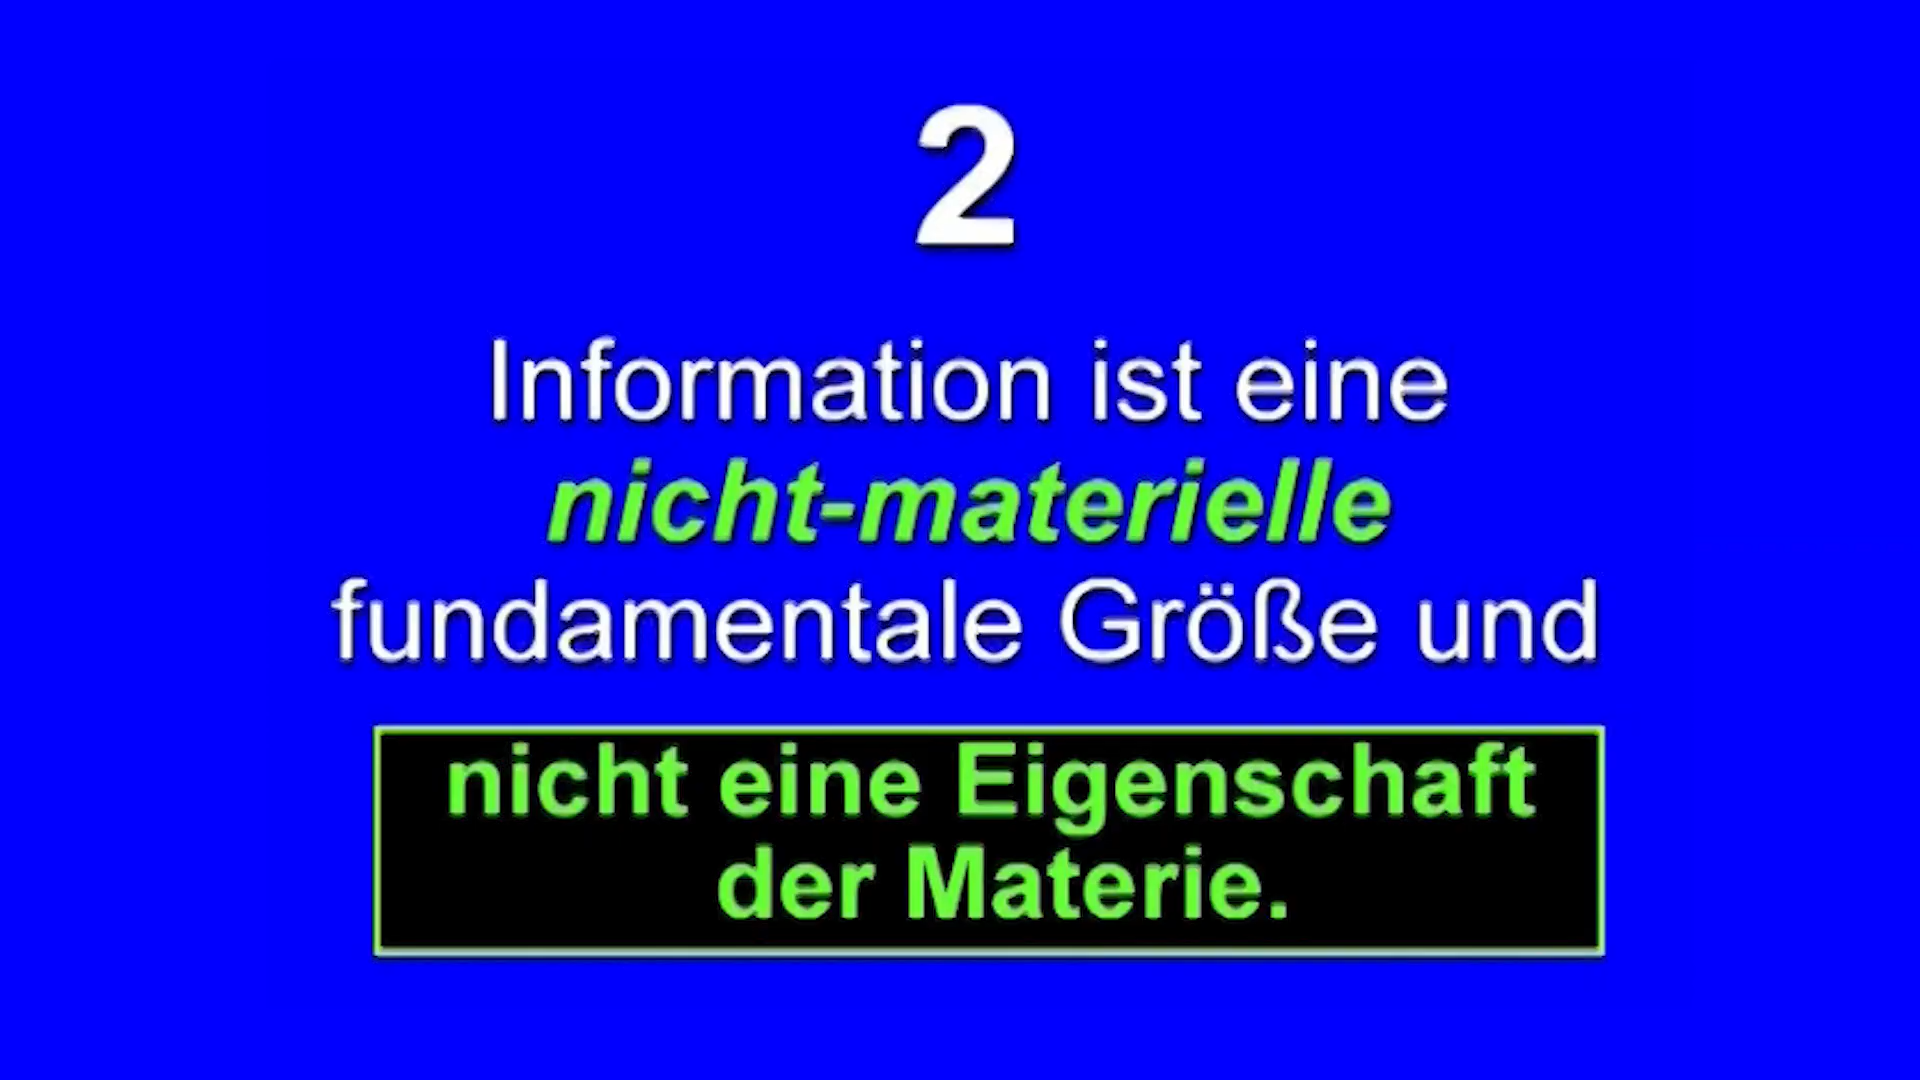 2
Information ist eine
nicht-materielle
fundamentale Größe und
nicht eine Eigenschaft
der Materie.